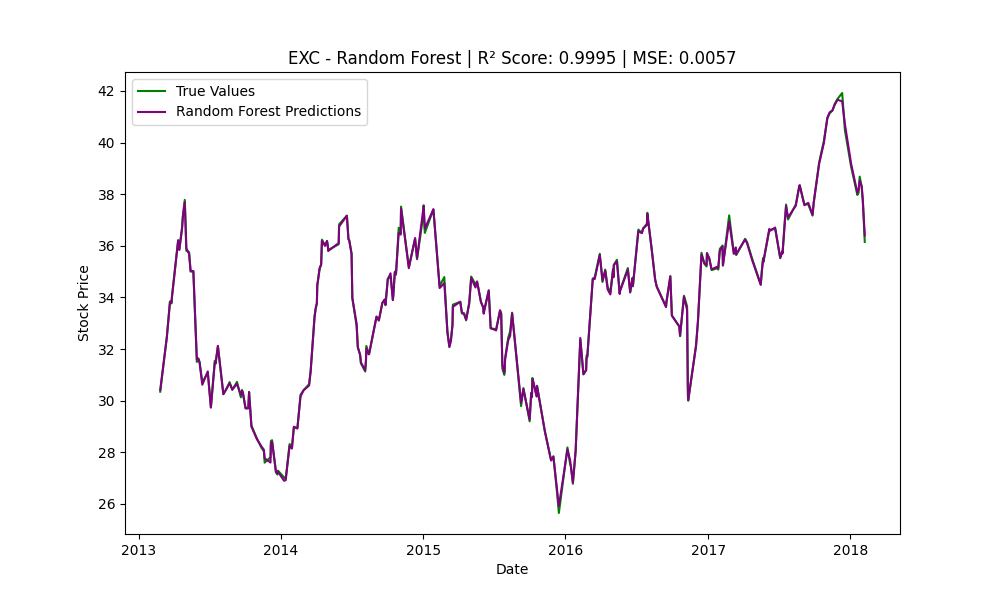 EXC - Random Forest | R² Score: 0.9995 | MSE: 0.0057
True Values
Random Forest Predictions
Stock Price
42
40
38
36
34
32
30
28
26
2013 2014 2015 2016 2017 2018
Date